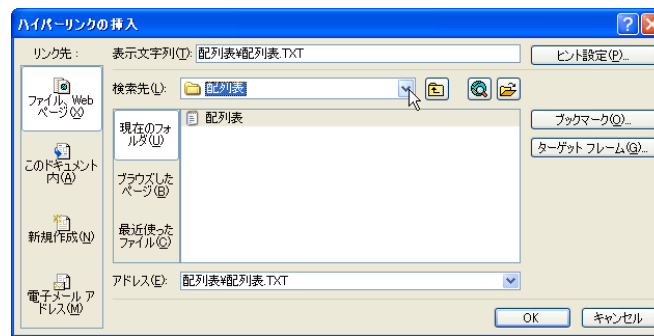 ハイパーリンクの挿入
リンク先:
表示文字列(T): 配列表¥配列表.TXT
ヒント設定(P)...
ファイル、Web
ページ(X)
検索先(L): 配列表
現在のフォ
ルダ(U)
配列表
ブックマーク(O)...
ターゲット フレーム(G)...
このドキュメント
内(A)
ブラウズした
ページ(B)
新規作成(N)
最近使った
ファイル(C)
電子メール ア
ドレス(M)
アドレス(E): 配列表¥配列表.TXT
OK
キャンセル